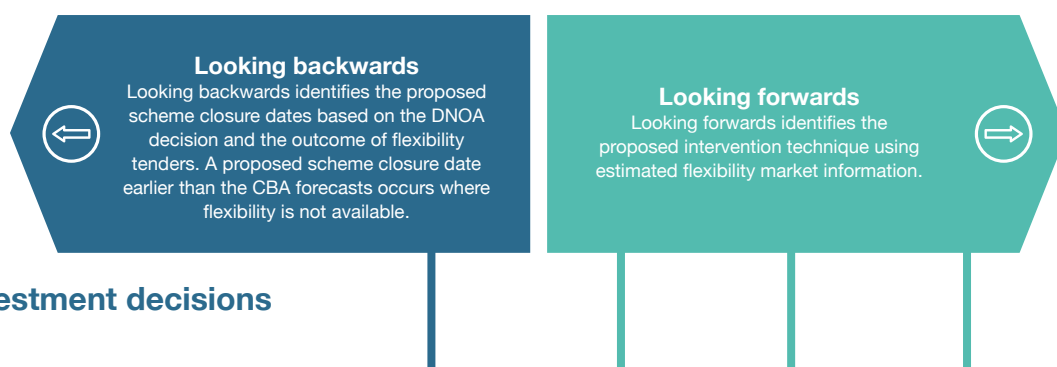 Looking backwards
Looking backwards identifies the proposed
scheme closure dates based on the DNOA
decision and the outcome of flexibility
tenders. A proposed scheme closure date
earlier than the CBA forecasts occurs where
flexibility is not available.
Looking forwards
Looking forwards identifies the
proposed intervention technique using
estimated flexibility market information.
estment decisions